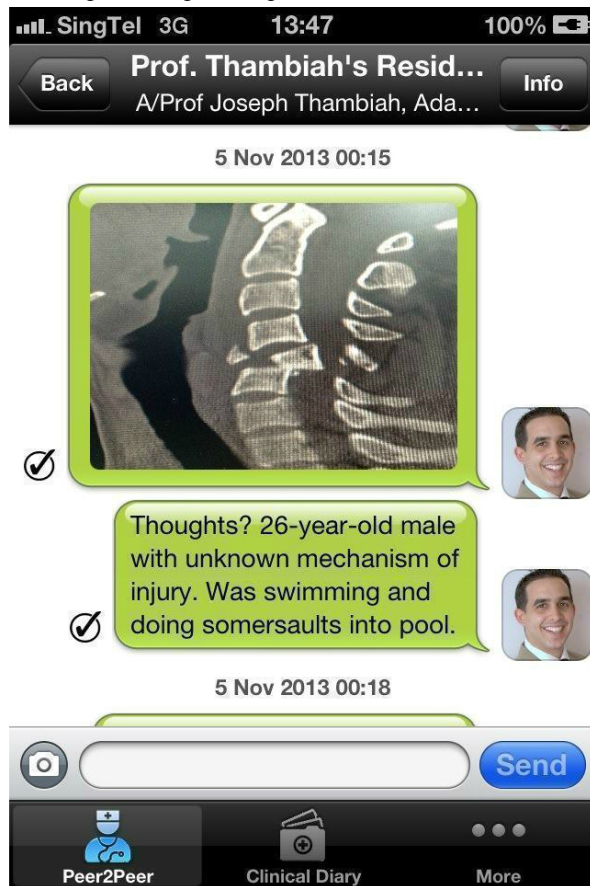 SingTel 3G 13:47 100%
Back
Prof. Thambiah's Resid...
A/Prof Joseph Thambiah, Ada...
Info
5 Nov 2013 00:15
Thoughts? 26-year-old male
with unknown mechanism of
injury. Was swimming and
doing somersaults into pool.
5 Nov 2013 00:18
Send
Peer2Peer
Clinical Diary
More